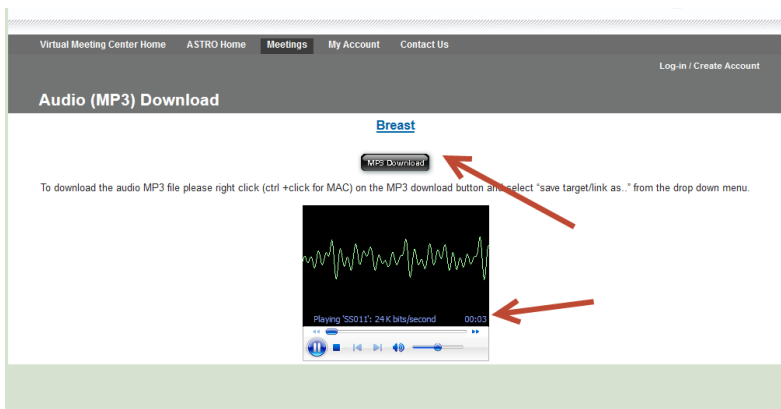 Virtual Meeting Center Home ASTRO Home Meetings My Account Contact Us
Log-in / Create Account
Audio (MP3) Download
Breast
MP3 Download
To download the audio MP3 file please right click (ctrl +click for MAC) on the MP3 download button and select "save target/link as.." from the drop down menu.
Playing 'SS011': 24 K bits/second 00:03